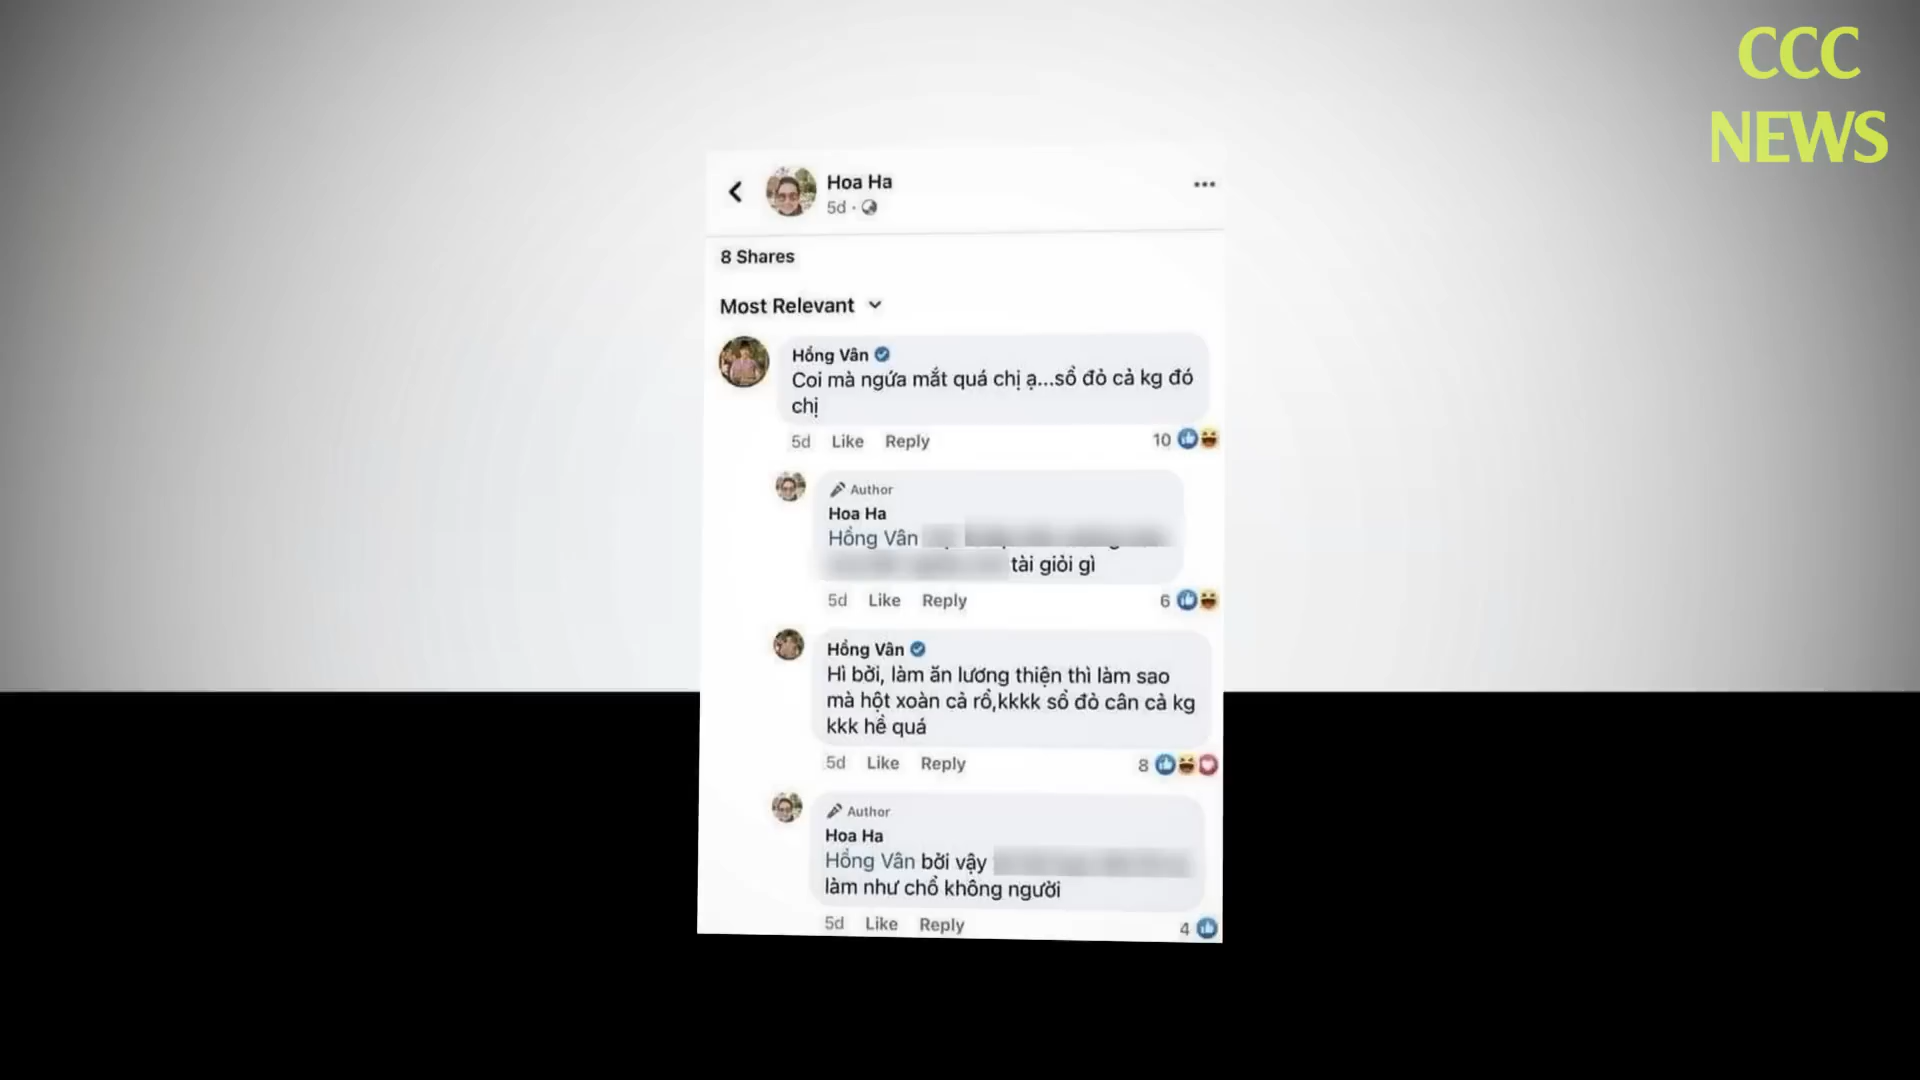 CCC
NEWS
Hoa Ha
5d ·
8 Shares
Most Relevant
Hồng Vân
Coi mà ngứa mắt quá chị ạ...sổ đỏ cả kg đó
chị
5d Like Reply
10
Author
Hoa Ha
Hồng Vân
tài giỏi gì
5d Like Reply
6
Hồng Vân
Hì bởi, làm ăn lương thiện thì làm sao
mà hột xoàn cả rổ,kkkk sổ đỏ cân cả kg
kkk hề quá
5d Like Reply
8
Author
Hoa Ha
Hồng Vân bởi vậy
làm như chổ không người
5d Like Reply
4